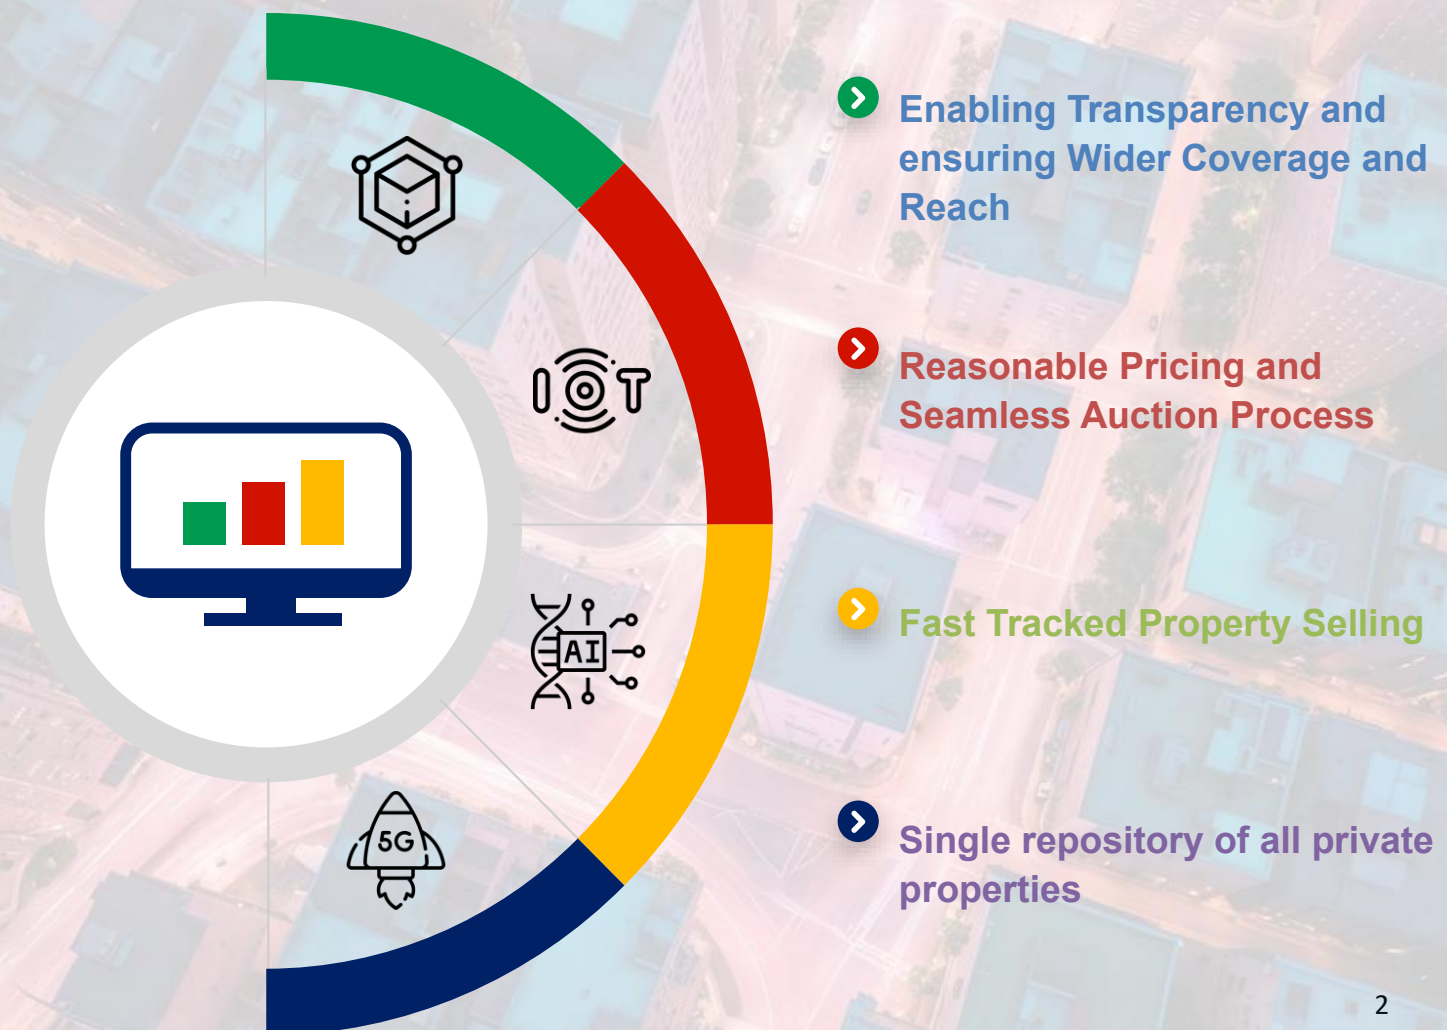 Enabling Transparency and
ensuring Wider Coverage and
Reach
IOT
Reasonable Pricing and
Seamless Auction Process
AI
Fast Tracked Property Selling
5G
Single repository of all private
properties
2